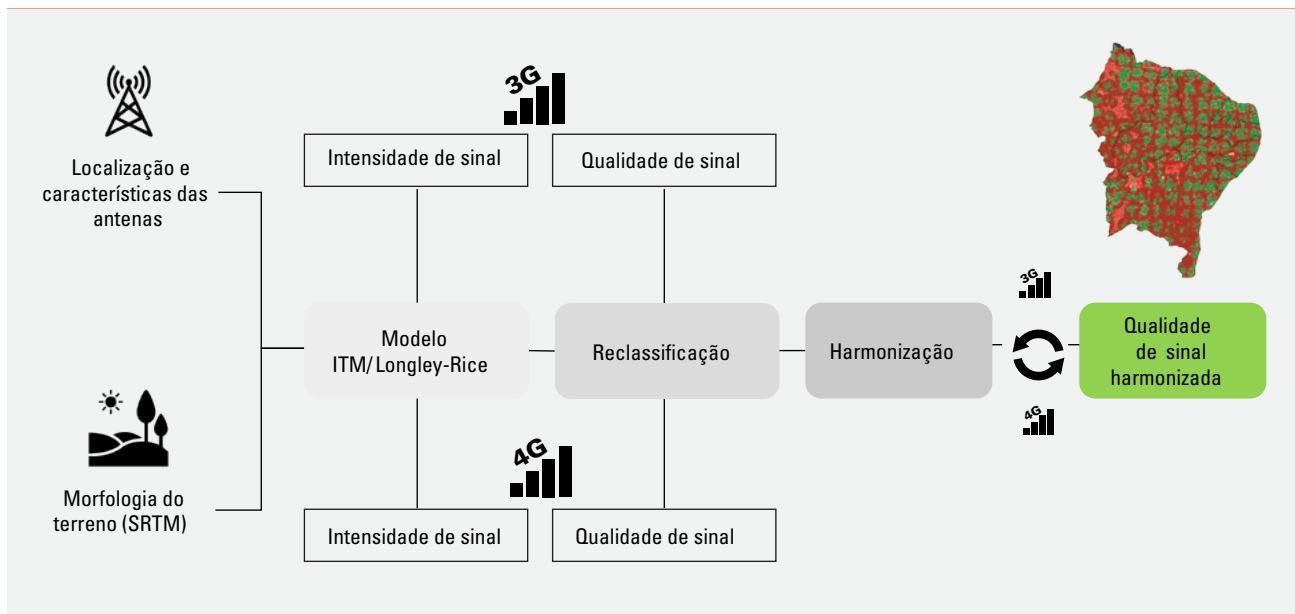 3G
Localização e
características das
antenas
Intensidade de sinal
Qualidade de sinal
3G
Modelo
ITM/Longley-Rice
Reclassificação
Harmonização
Qualidade
de sinal
harmonizada
4G
4G
Morfologia do
terreno (SRTM)
Intensidade de sinal
Qualidade de sinal